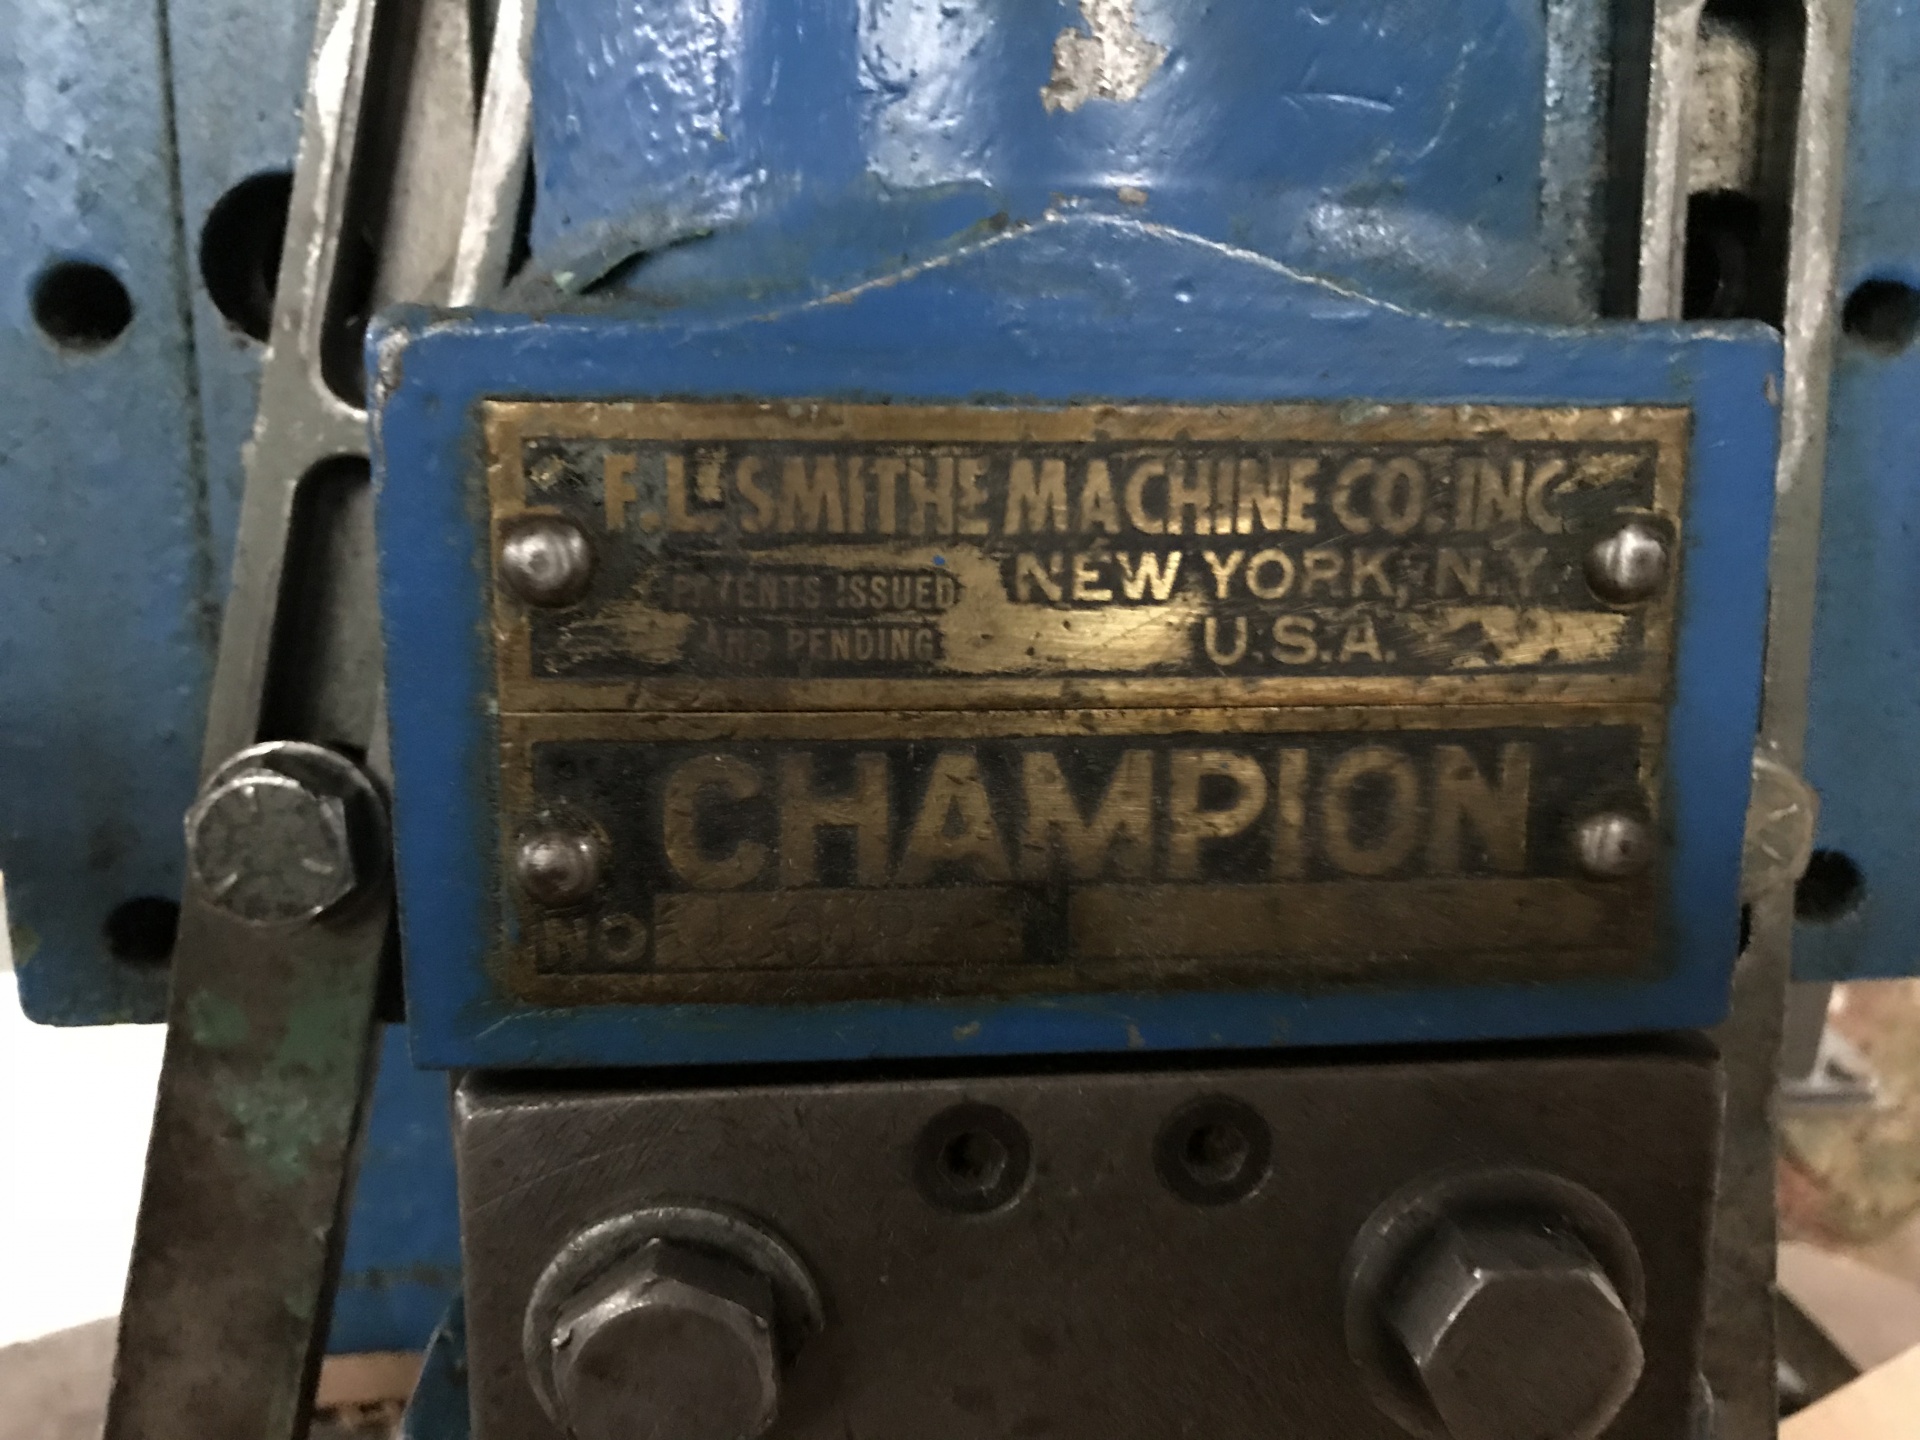 F. L. SMITHE MACHINE CO. INC.
NEW YORK, N.Y.
PATENTS ISSUED
AND PENDING
U.S.A.
CHAMPION
NO